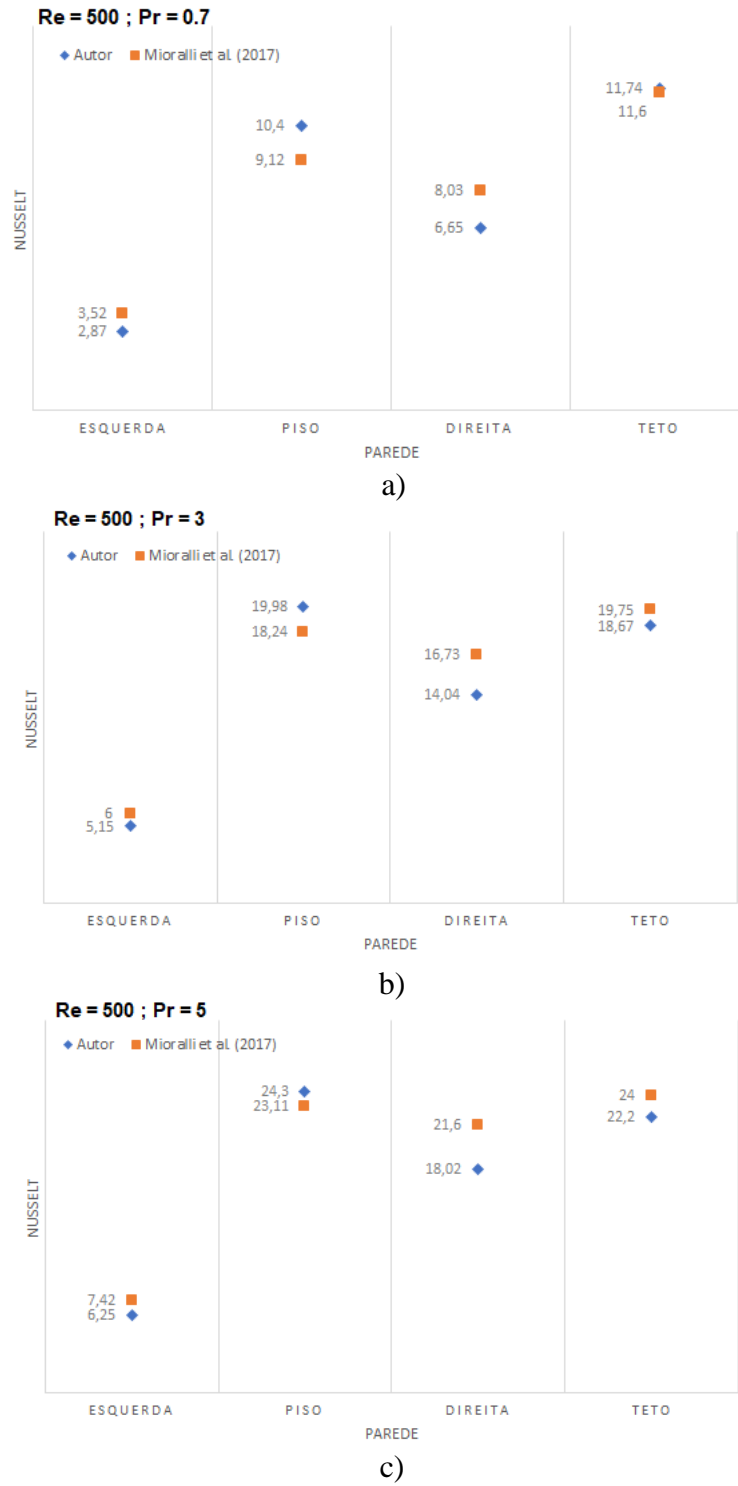 Re = 500 ; Pr = 0.7
Autor Mioralli et al. (2017)
11,74
10,4
11,6
9,12
8,03
6,65
3,52
2,87
NUSSELT
ESQUERDA PISO DIREITA TETO
PAREDE
a)
Re = 500 ; Pr = 3
Autor Mioralli et al. (2017)
19,98
19,75
18,24
18,67
16,73
14,04
6
5,15
NUSSELT
ESQUERDA PISO DIREITA TETO
PAREDE
b)
Re = 500 ; Pr = 5
Autor Mioralli et al. (2017)
24,3
24
23,11
22,2
21,6
18,02
7,42
6,25
NUSSELT
ESQUERDA PISO DIREITA TETO
PAREDE
c)